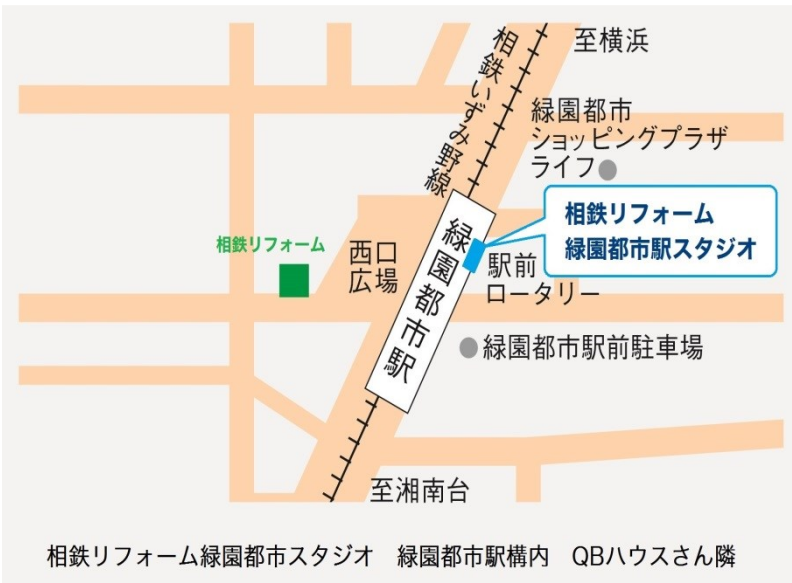 至横浜
相鉄いずみ野線
緑園都市
ショッピングプラザ
ライフ
相鉄リフォーム
緑園都市駅スタジオ
相鉄リフォーム
西口
広場
緑園都市駅
駅前
ロータリー
緑園都市駅前駐車場
至湘南台
相鉄リフォーム緑園都市スタジオ　緑園都市駅構内　QBハウスさん隣